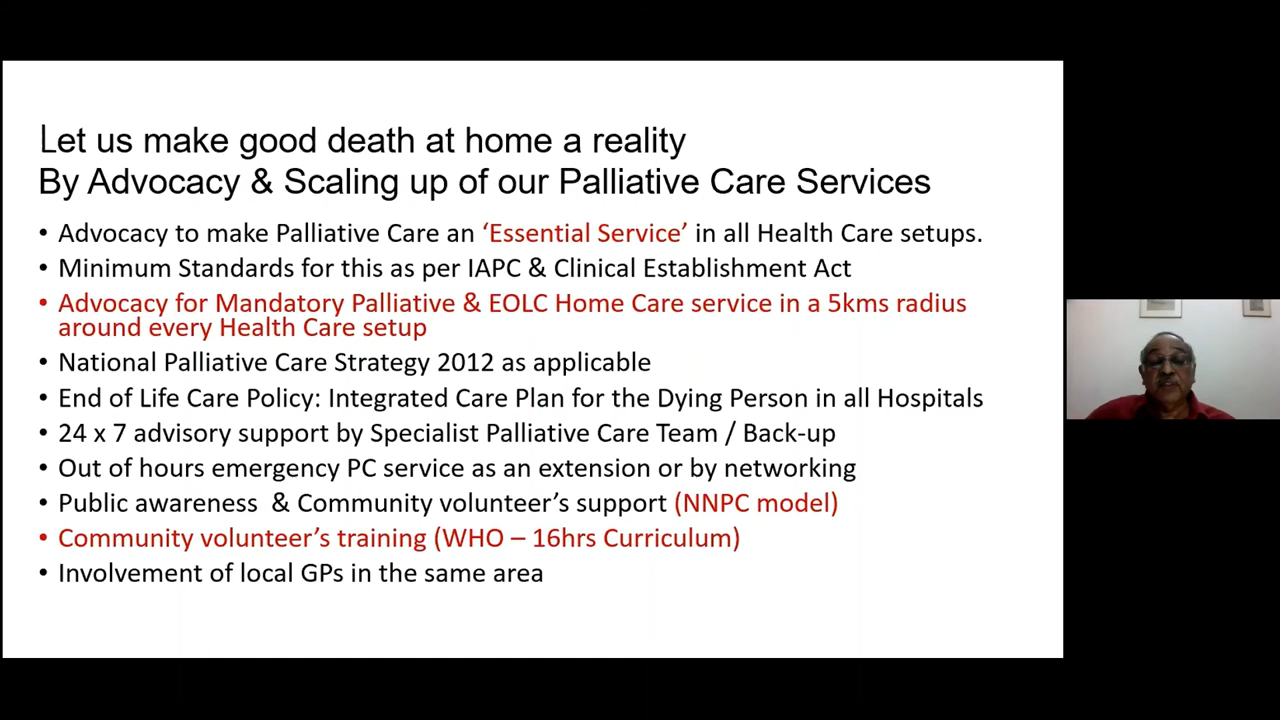 Let us make good death at home a reality
By Advocacy & Scaling up of our Palliative Care Services
• Advocacy to make Palliative Care an ‘Essential Service’ in all Health Care setups.
• Minimum Standards for this as per IAPC & Clinical Establishment Act
• Advocacy for Mandatory Palliative & EOLC Home Care service in a 5kms radius
around every Health Care setup
• National Palliative Care Strategy 2012 as applicable
• End of Life Care Policy: Integrated Care Plan for the Dying Person in all Hospitals
• 24 x 7 advisory support by Specialist Palliative Care Team / Back-up
• Out of hours emergency PC service as an extension or by networking
• Public awareness & Community volunteer’s support (NNPC model)
• Community volunteer’s training (WHO – 16hrs Curriculum)
• Involvement of local GPs in the same area